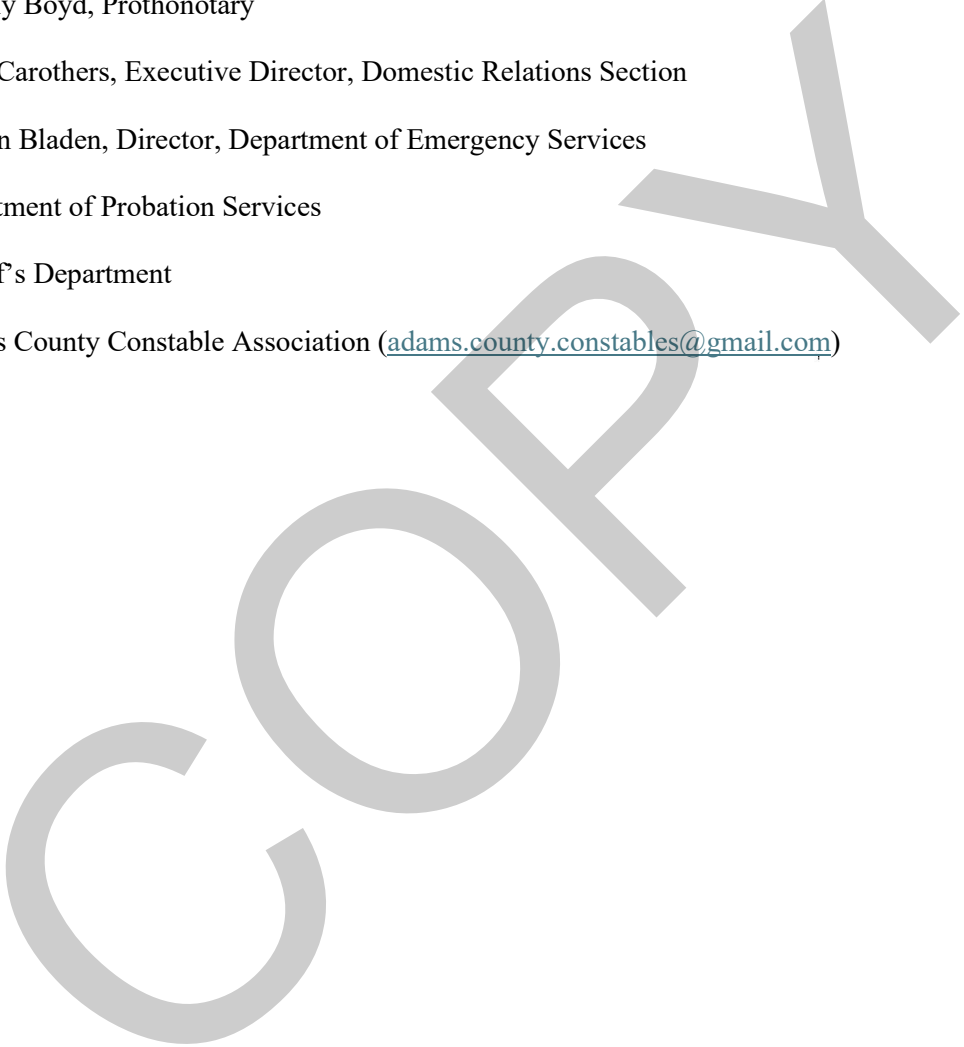 y Boyd, Prothonotary
Carothers, Executive Director, Domestic Relations Section
n Bladen, Director, Department of Emergency Services
tment of Probation Services
f’s Department
s County Constable Association (adams.county.constables@gmail.com)
COPY